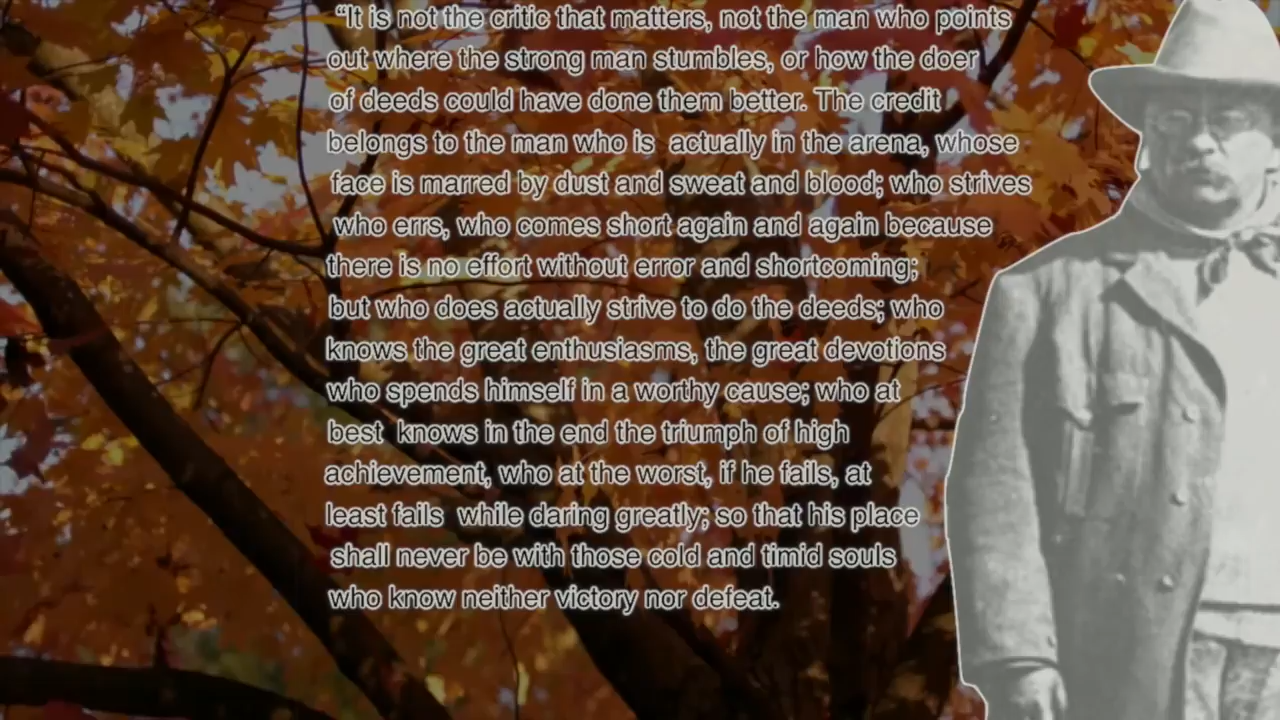 “It is not the critic that matters, not the man who points
out where the strong man stumbles, or how the doer
of deeds could have done them better. The credit
belongs to the man who is  actually in the arena, whose
face is marred by dust and sweat and blood; who strives
who errs, who comes short again and again because
there is no effort without error and shortcoming;
but who does actually strive to do the deeds; who
knows the great enthusiasms, the great devotions
who spends himself in a worthy cause; who at
best  knows in the end the triumph of high
achievement, who at the worst, if he fails, at
least fails  while daring greatly; so that his place
shall never be with those cold and timid souls
who know neither victory nor defeat.